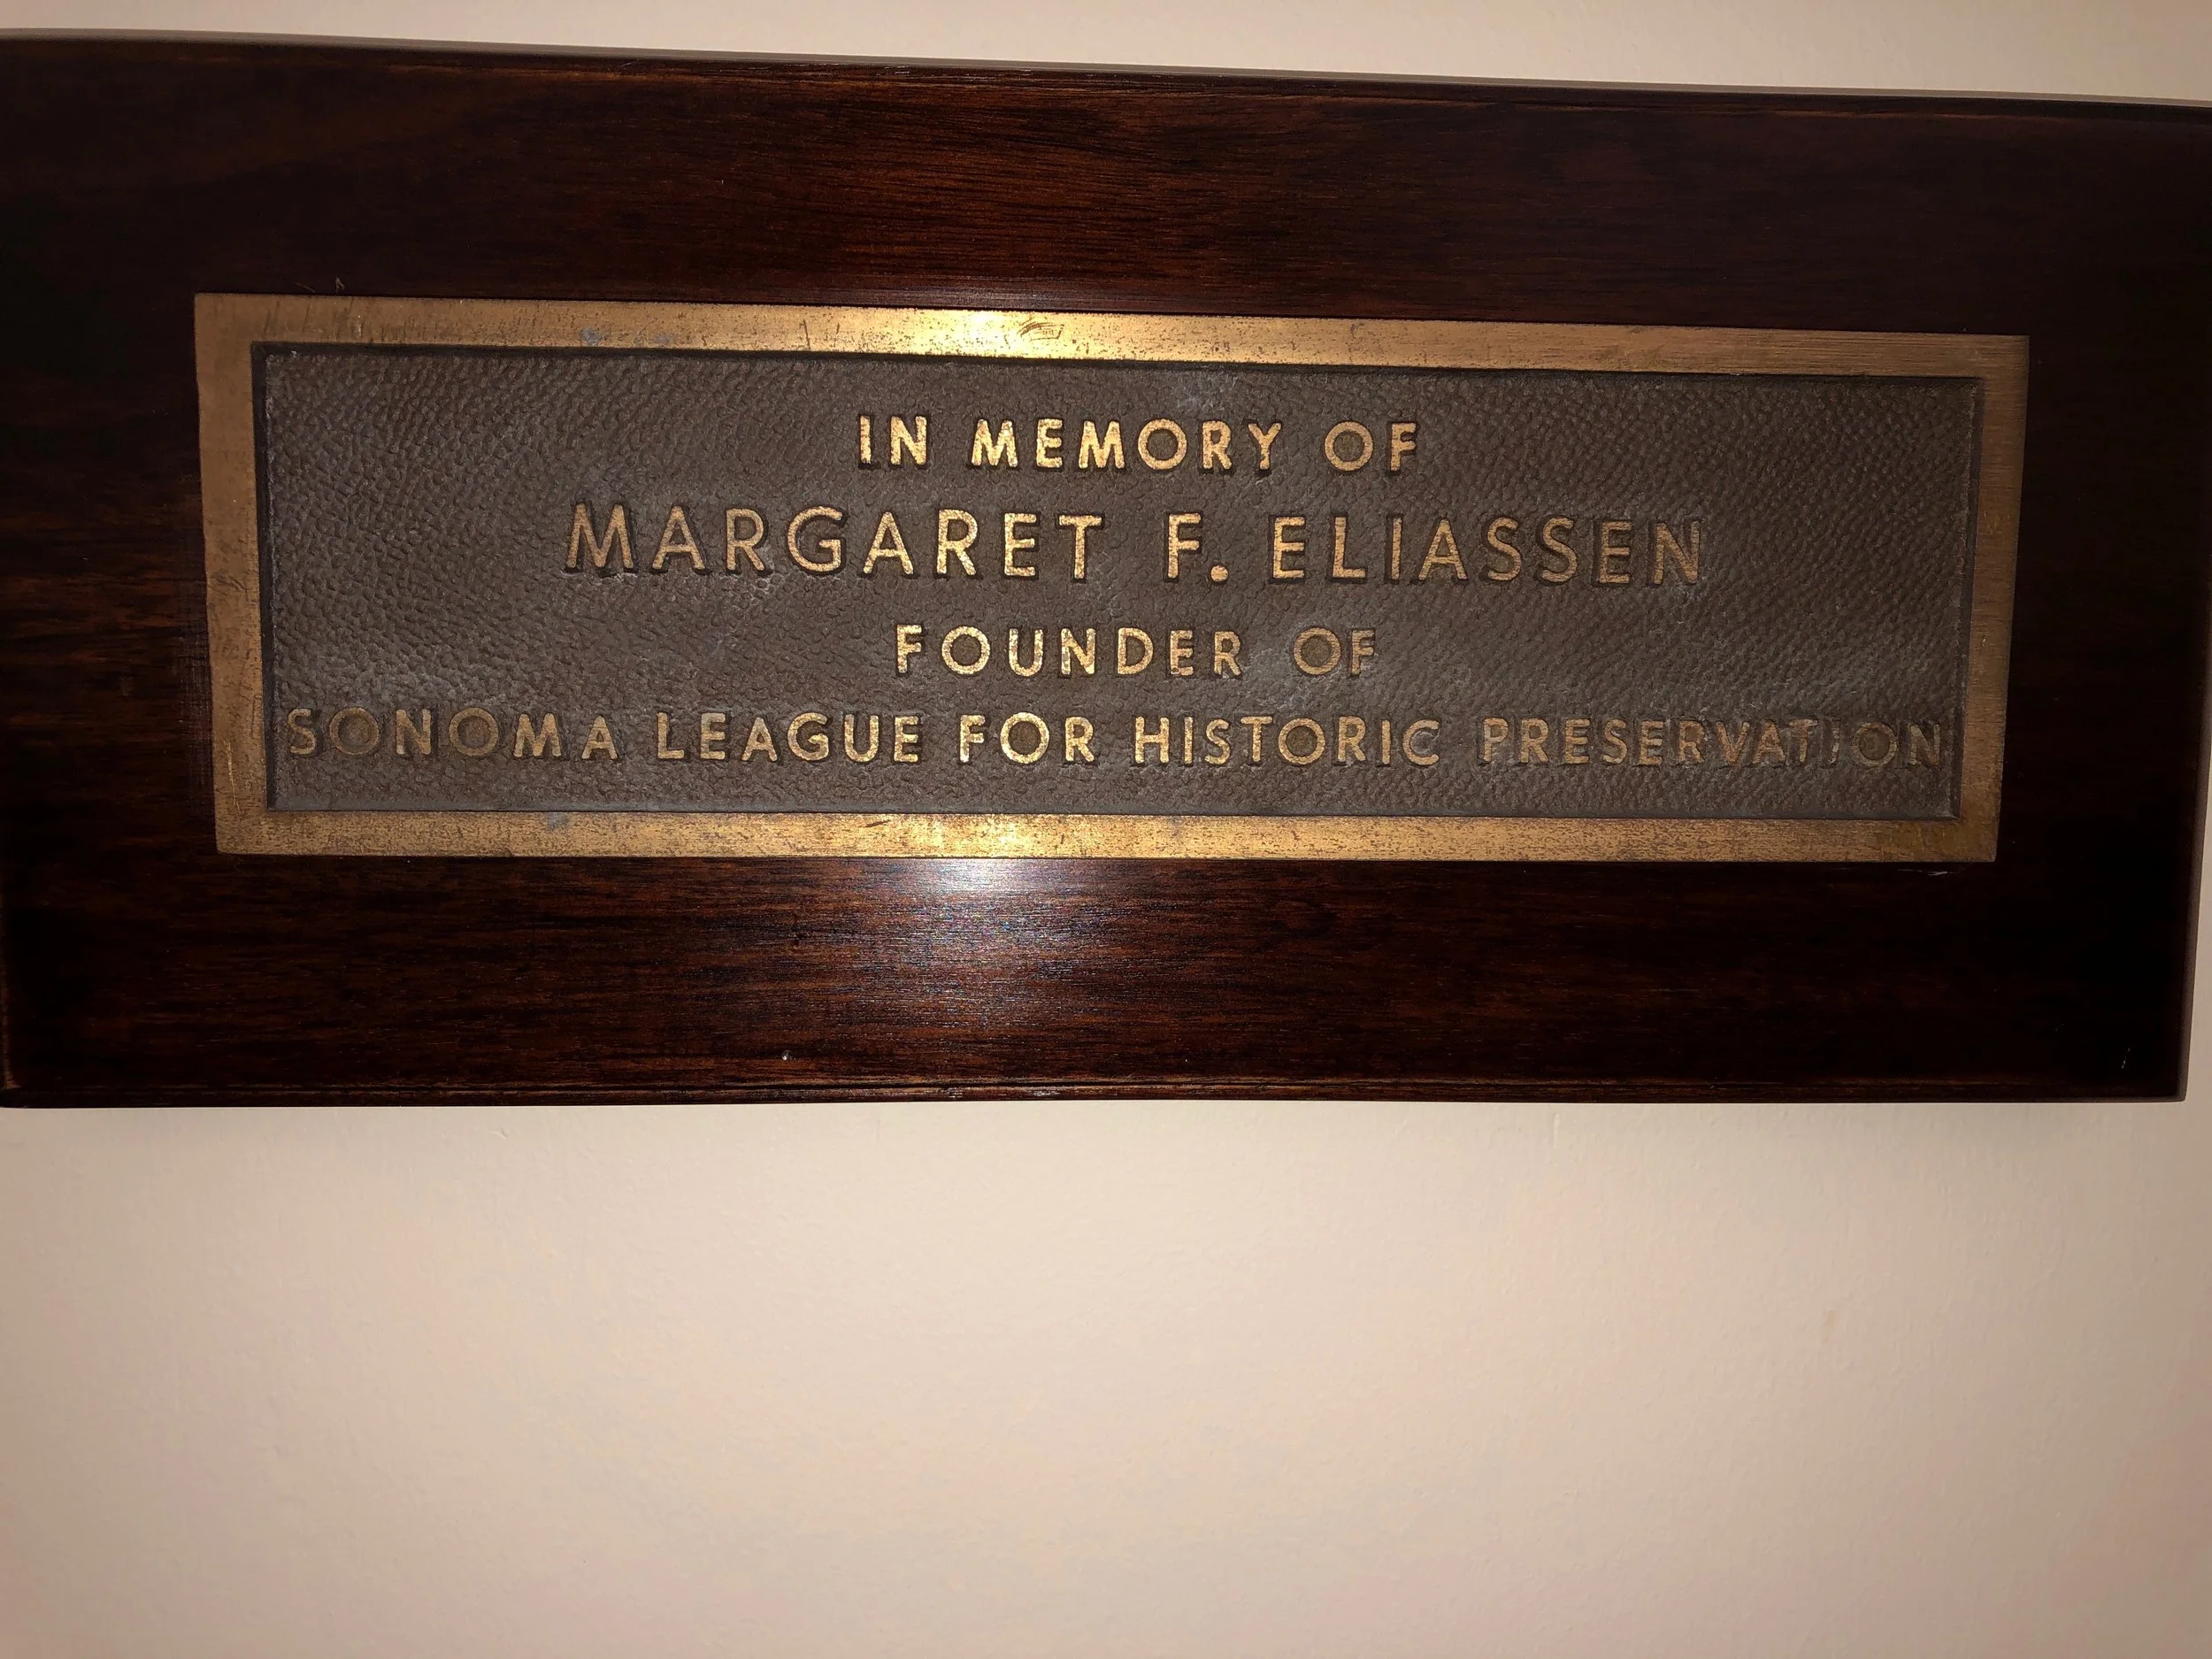 IN MEMORY OF
MARGARET F. ELIASSEN
FOUNDER OF
SONOMA LEAGUE FOR HISTORIC PRESERVATION